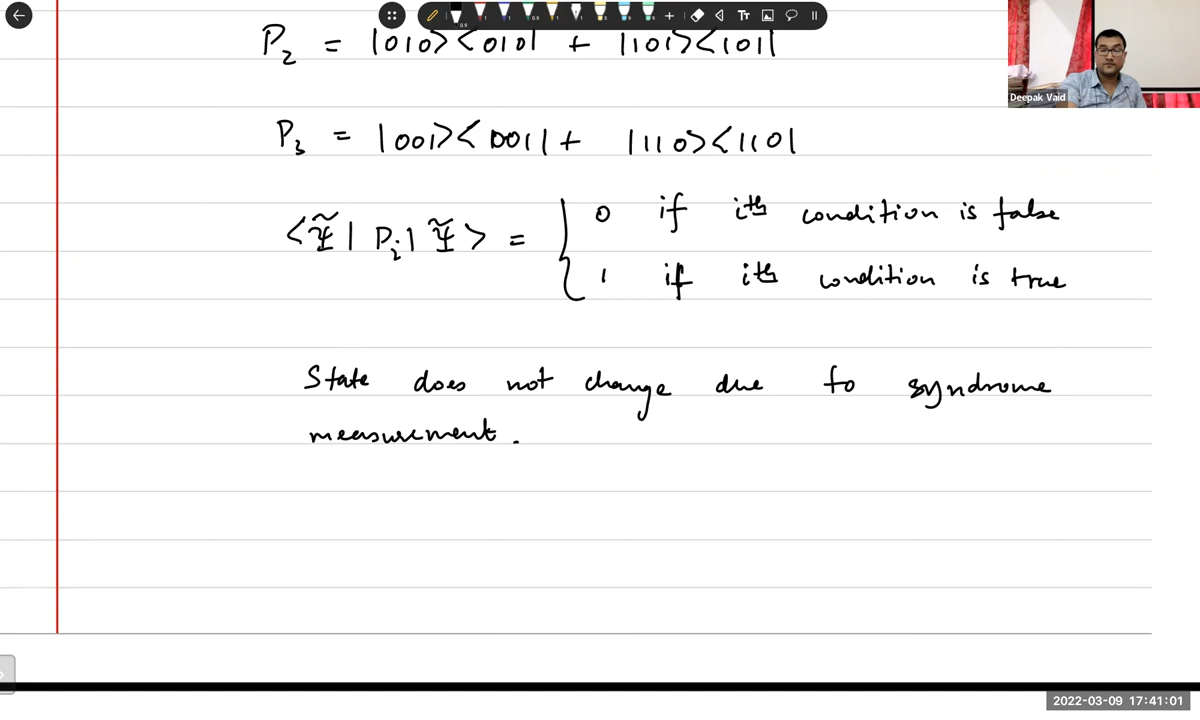 P₂ = |010><010| + |101><101|
Deepak Vaid
P₃ = |001><001| + |110><110|
<Ψ̃| Pᵢ | Ψ̃> = { 0 if ith condition is false
1 if ith condition is true
State does not change due to syndrome
measurement.
2022-03-09 17:41:01